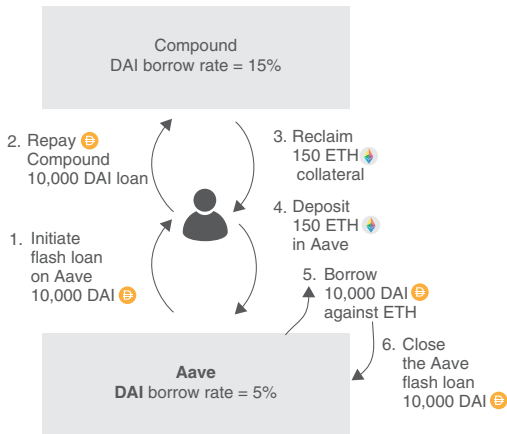 Compound
DAI borrow rate = 15%
2. Repay
Compound
10,000 DAI loan
3. Reclaim
150 ETH
collateral
4. Deposit
150 ETH
in Aave
1. Initiate
flash loan
on Aave
10,000 DAI
5. Borrow
10,000 DAI
against ETH
6. Close
the Aave
flash loan
10,000 DAI
Aave
DAI borrow rate = 5%